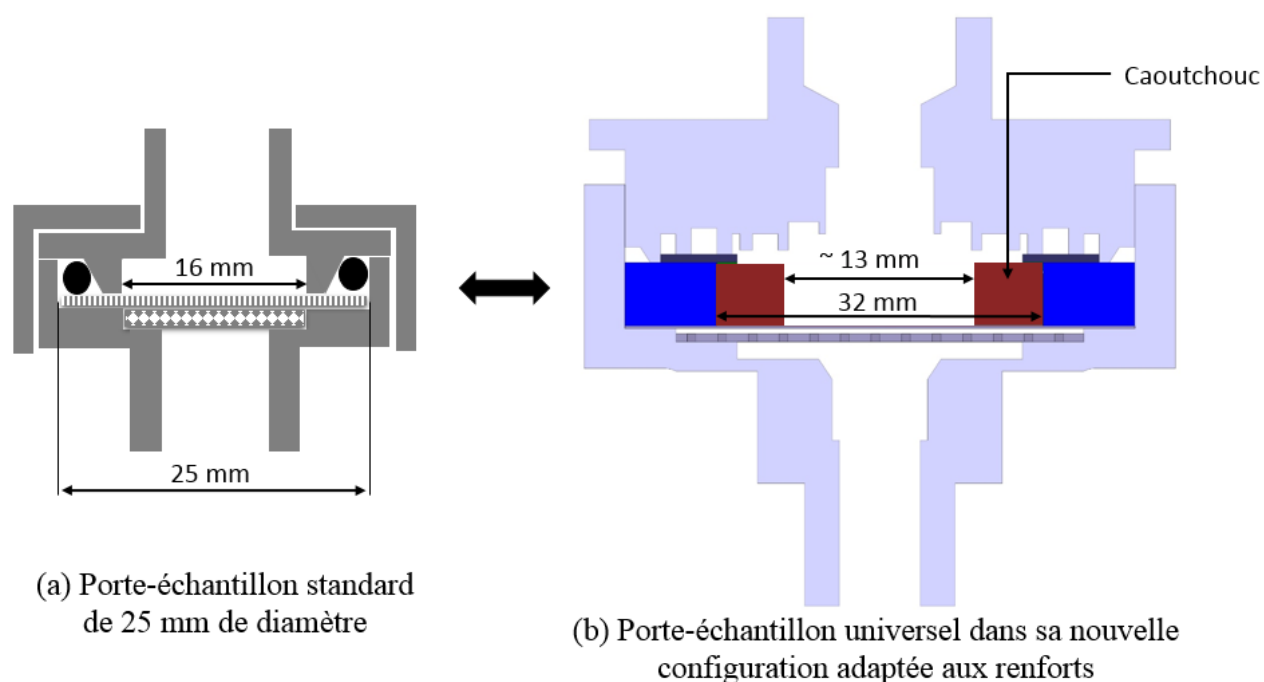 Caoutchouc
16 mm
~ 13 mm
32 mm
25 mm
(a) Porte-échantillon standard
de 25 mm de diamètre
(b) Porte-échantillon universel dans sa nouvelle
configuration adaptée aux renforts